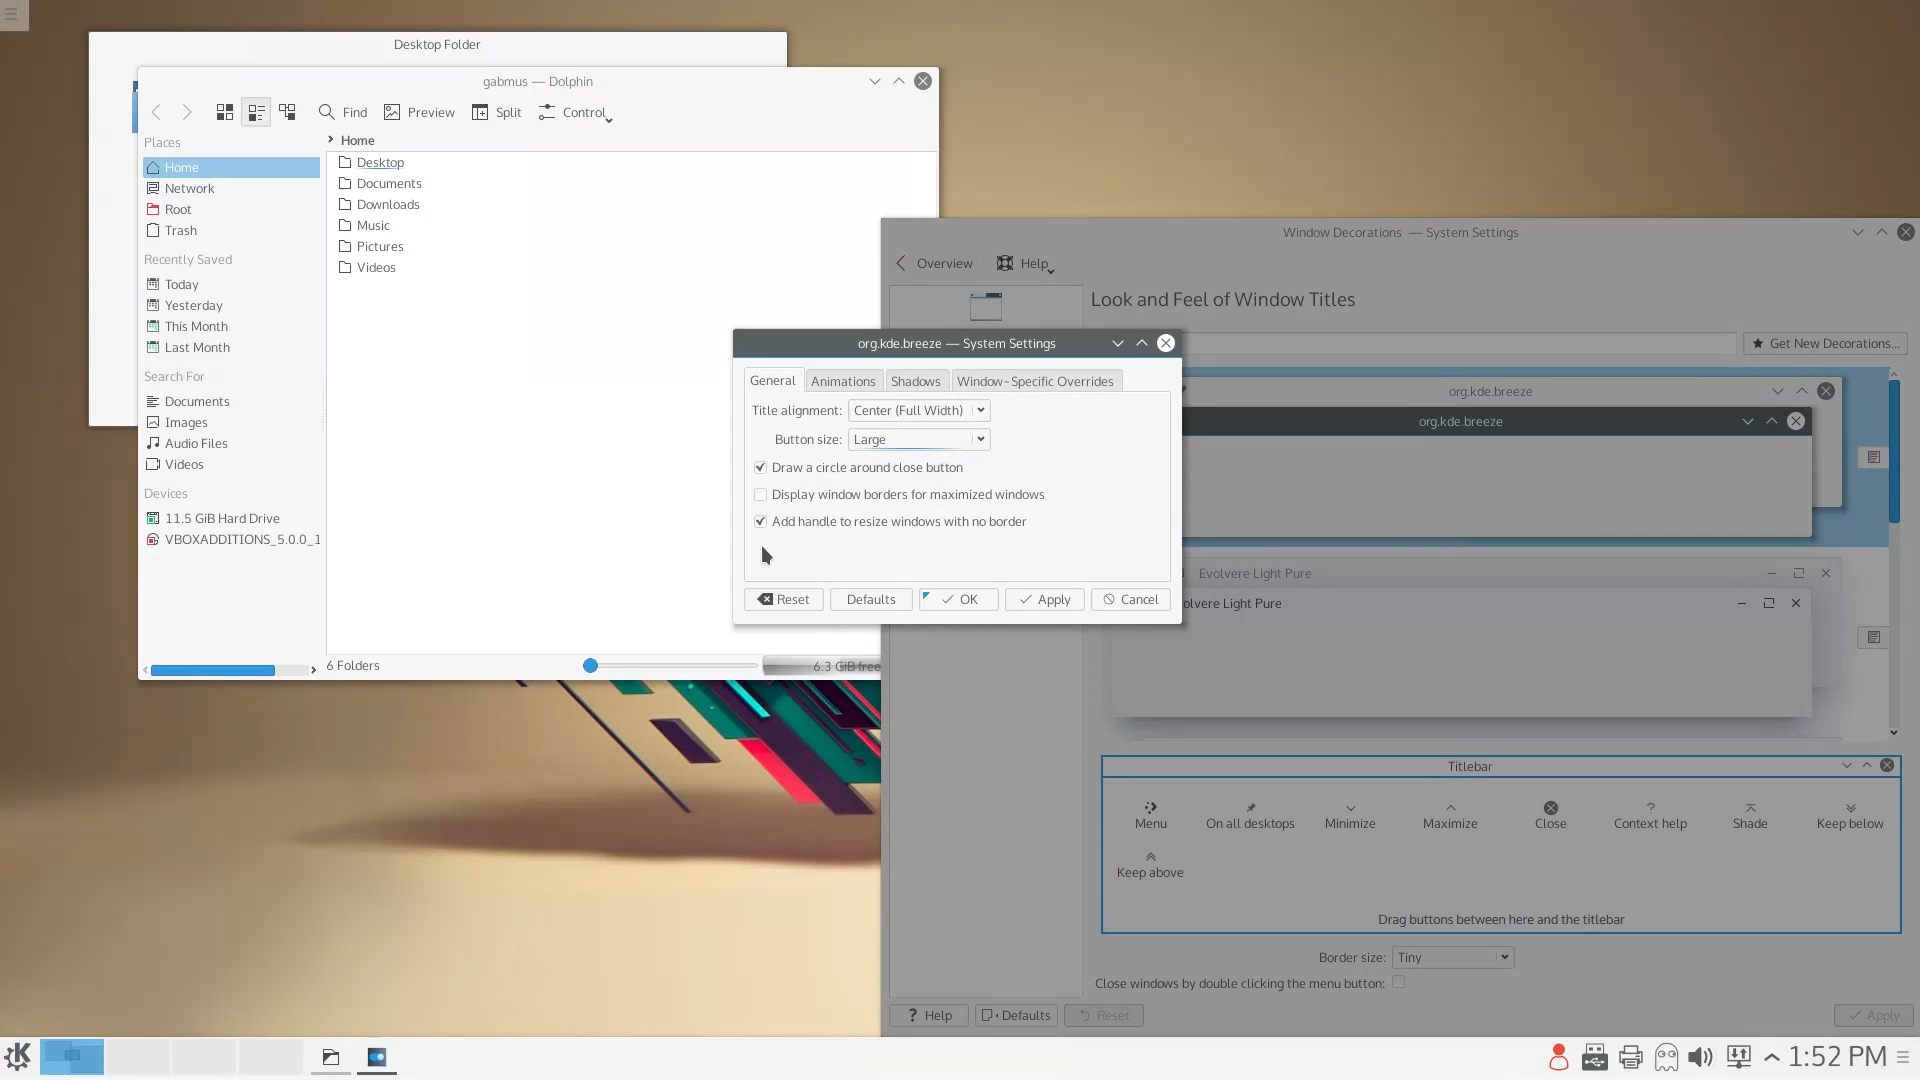 Desktop Folder
gabmus — Dolphin
Find
Preview
Split
Control
Places
Home
Network
Root
Trash
Recently Saved
Today
Yesterday
This Month
Last Month
Search For
Documents
Images
Audio Files
Videos
Devices
11.5 GiB Hard Drive
VBOXADDITIONS_5.0.0_1
Home
Desktop
Documents
Downloads
Music
Pictures
Videos
6 Folders
6.3 GiB free
Window Decorations — System Settings
Overview
Help
Look and Feel of Window Titles
Get New Decorations...
org.kde.breeze
org.kde.breeze
Evolvere Light Pure
olvere Light Pure
org.kde.breeze — System Settings
General
Animations
Shadows
Window-Specific Overrides
Title alignment: Center (Full Width)
Button size: Large
Draw a circle around close button
Display window borders for maximized windows
Add handle to resize windows with no border
Reset
Defaults
OK
Apply
Cancel
Titlebar
Menu
On all desktops
Minimize
Maximize
Close
Context help
Shade
Keep below
Keep above
Drag buttons between here and the titlebar
Border size: Tiny
Close windows by double clicking the menu button:
Help
Defaults
Reset
Apply
1:52 PM